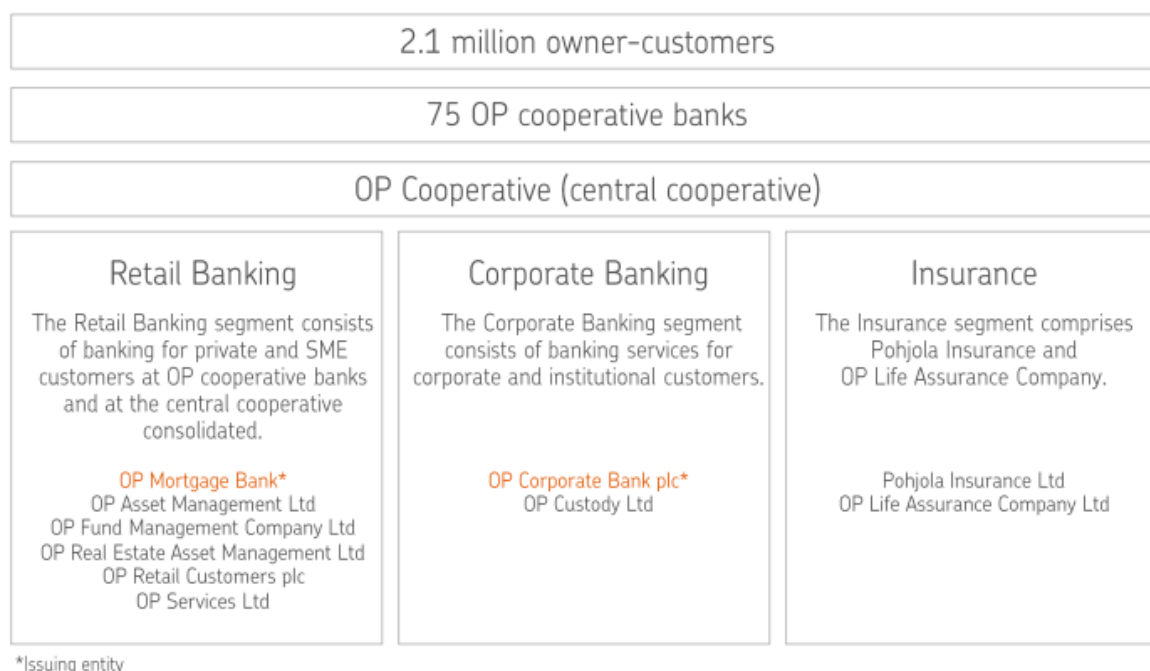 2.1 million owner-customers
75 OP cooperative banks
OP Cooperative (central cooperative)
Retail Banking
The Retail Banking segment consists
of banking for private and SME
customers at OP cooperative banks
and at the central cooperative
consolidated.
OP Mortgage Bank*
OP Asset Management Ltd
OP Fund Management Company Ltd
OP Real Estate Asset Management Ltd
OP Retail Customers plc
OP Services Ltd
Corporate Banking
The Corporate Banking segment
consists of banking services for
corporate and institutional customers.
OP Corporate Bank plc*
OP Custody Ltd
Insurance
The Insurance segment comprises
Pohjola Insurance and
OP Life Assurance Company.
Pohjola Insurance Ltd
OP Life Assurance Company Ltd
*Issuing entity